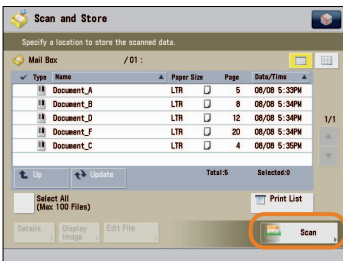 Scan and Store
Specify a location to store the scanned data.
Mail Box /01 :
✓ Type Name ▲ Paper Size Page Date/Time ▲
Document_A LTR 5 08/08 5:33PM
Document_B LTR 8 08/08 5:34PM
Document_D LTR 12 08/08 5:34PM
Document_F LTR 20 08/08 5:34PM
Document_C LTR 4 08/08 5:35PM
1/1
Up Update Total:5 Selected:0
Select All
(Max 100 Files)
Print List
Details Display
Image Edit File Scan